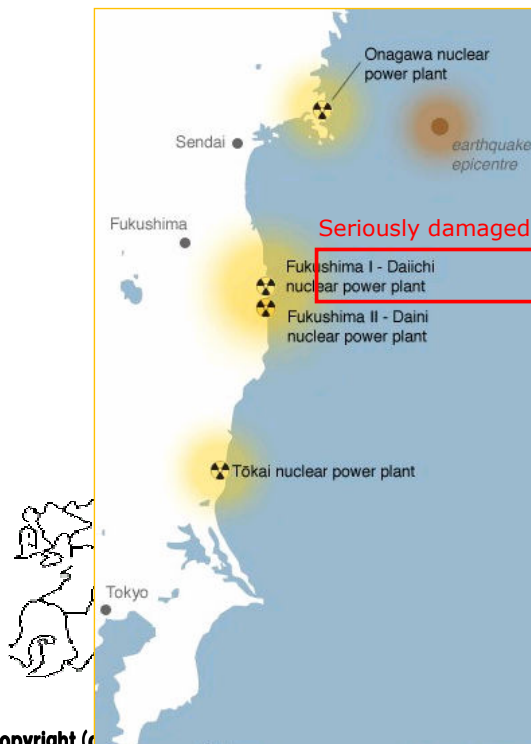 Onagawa nuclear
power plant
Sendai
earthquake
epicentre
Fukushima
Seriously damaged
Fukushima I - Daiichi
nuclear power plant
Fukushima II - Daini
nuclear power plant
Tōkai nuclear power plant
Tokyo